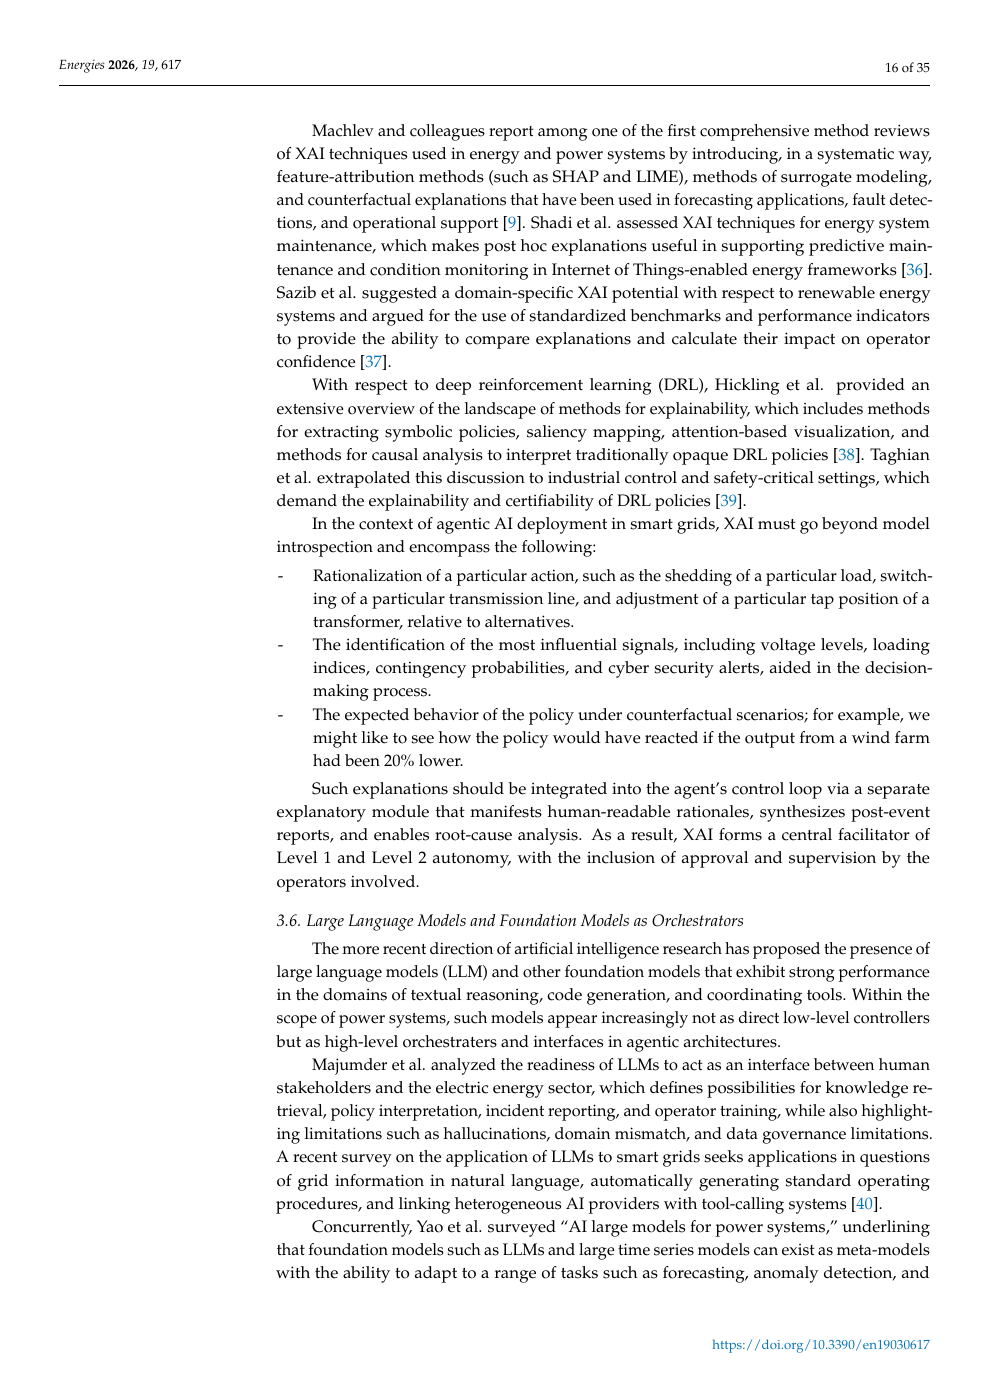 Energies 2026, 19, 617
16 of 35
Machlev and colleagues report among one of the first comprehensive method reviews
of XAI techniques used in energy and power systems by introducing, in a systematic way,
feature-attribution methods (such as SHAP and LIME), methods of surrogate modeling,
and counterfactual explanations that have been used in forecasting applications, fault detec-
tions, and operational support [9]. Shadi et al. assessed XAI techniques for energy system
maintenance, which makes post hoc explanations useful in supporting predictive main-
tenance and condition monitoring in Internet of Things-enabled energy frameworks [36].
Sazib et al. suggested a domain-specific XAI potential with respect to renewable energy
systems and argued for the use of standardized benchmarks and performance indicators
to provide the ability to compare explanations and calculate their impact on operator
confidence [37].
With respect to deep reinforcement learning (DRL), Hickling et al. provided an
extensive overview of the landscape of methods for explainability, which includes methods
for extracting symbolic policies, saliency mapping, attention-based visualization, and
methods for causal analysis to interpret traditionally opaque DRL policies [38]. Taghian
et al. extrapolated this discussion to industrial control and safety-critical settings, which
demand the explainability and certifiability of DRL policies [39].
In the context of agentic AI deployment in smart grids, XAI must go beyond model
introspection and encompass the following:
- Rationalization of a particular action, such as the shedding of a particular load, switch-
ing of a particular transmission line, and adjustment of a particular tap position of a
transformer, relative to alternatives.
- The identification of the most influential signals, including voltage levels, loading
indices, contingency probabilities, and cyber security alerts, aided in the decision-
making process.
- The expected behavior of the policy under counterfactual scenarios; for example, we
might like to see how the policy would have reacted if the output from a wind farm
had been 20% lower.
Such explanations should be integrated into the agent's control loop via a separate
explanatory module that manifests human-readable rationales, synthesizes post-event
reports, and enables root-cause analysis. As a result, XAI forms a central facilitator of
Level 1 and Level 2 autonomy, with the inclusion of approval and supervision by the
operators involved.
3.6. Large Language Models and Foundation Models as Orchestrators
The more recent direction of artificial intelligence research has proposed the presence of
large language models (LLM) and other foundation models that exhibit strong performance
in the domains of textual reasoning, code generation, and coordinating tools. Within the
scope of power systems, such models appear increasingly not as direct low-level controllers
but as high-level orchestraters and interfaces in agentic architectures.
Majumder et al. analyzed the readiness of LLMs to act as an interface between human
stakeholders and the electric energy sector, which defines possibilities for knowledge re-
trieval, policy interpretation, incident reporting, and operator training, while also highlight-
ing limitations such as hallucinations, domain mismatch, and data governance limitations.
A recent survey on the application of LLMs to smart grids seeks applications in questions
of grid information in natural language, automatically generating standard operating
procedures, and linking heterogeneous AI providers with tool-calling systems [40].
Concurrently, Yao et al. surveyed “AI large models for power systems,” underlining
that foundation models such as LLMs and large time series models can exist as meta-models
with the ability to adapt to a range of tasks such as forecasting, anomaly detection, and
https://doi.org/10.3390/en19030617